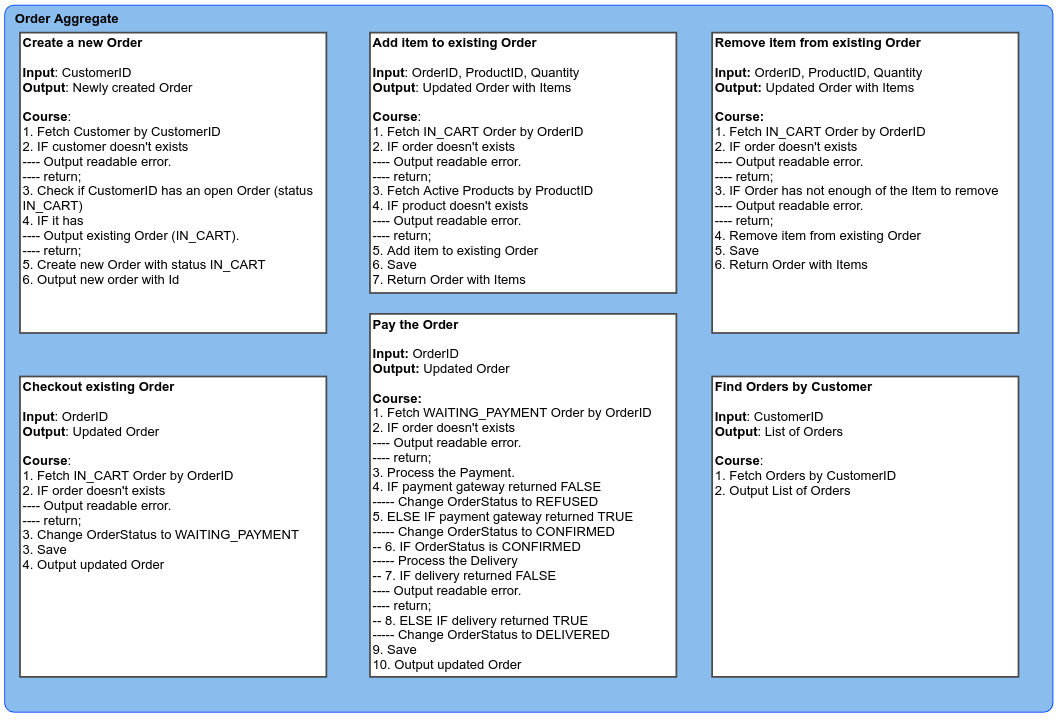 Order Aggregate
Create a new Order
Input: CustomerID
Output: Newly created Order
Course:
1. Fetch Customer by CustomerID
2. IF customer doesn't exists
---- Output readable error.
---- return;
3. Check if CustomerID has an open Order (status
IN_CART)
4. IF it has
---- Output existing Order (IN_CART).
---- return;
5. Create new Order with status IN_CART
6. Output new order with Id
Add item to existing Order
Input: OrderID, ProductID, Quantity
Output: Updated Order with Items
Course:
1. Fetch IN_CART Order by OrderID
2. IF order doesn't exists
---- Output readable error.
---- return;
3. Fetch Active Products by ProductID
4. IF product doesn't exists
---- Output readable error.
---- return;
5. Add item to existing Order
6. Save
7. Return Order with Items
Remove item from existing Order
Input: OrderID, ProductID, Quantity
Output: Updated Order with Items
Course:
1. Fetch IN_CART Order by OrderID
2. IF order doesn't exists
---- Output readable error.
---- return;
3. IF Order has not enough of the Item to remove
---- Output readable error.
---- return;
4. Remove item from existing Order
5. Save
6. Return Order with Items
Checkout existing Order
Input: OrderID
Output: Updated Order
Course:
1. Fetch IN_CART Order by OrderID
2. IF order doesn't exists
---- Output readable error.
---- return;
3. Change OrderStatus to WAITING_PAYMENT
3. Save
4. Output updated Order
Pay the Order
Input: OrderID
Output: Updated Order
Course:
1. Fetch WAITING_PAYMENT Order by OrderID
2. IF order doesn't exists
---- Output readable error.
---- return;
3. Process the Payment.
4. IF payment gateway returned FALSE
----- Change OrderStatus to REFUSED
5. ELSE IF payment gateway returned TRUE
----- Change OrderStatus to CONFIRMED
-- 6. IF OrderStatus is CONFIRMED
----- Process the Delivery
-- 7. IF delivery returned FALSE
---- Output readable error.
---- return;
-- 8. ELSE IF delivery returned TRUE
----- Change OrderStatus to DELIVERED
9. Save
10. Output updated Order
Find Orders by Customer
Input: CustomerID
Output: List of Orders
Course:
1. Fetch Orders by CustomerID
2. Output List of Orders